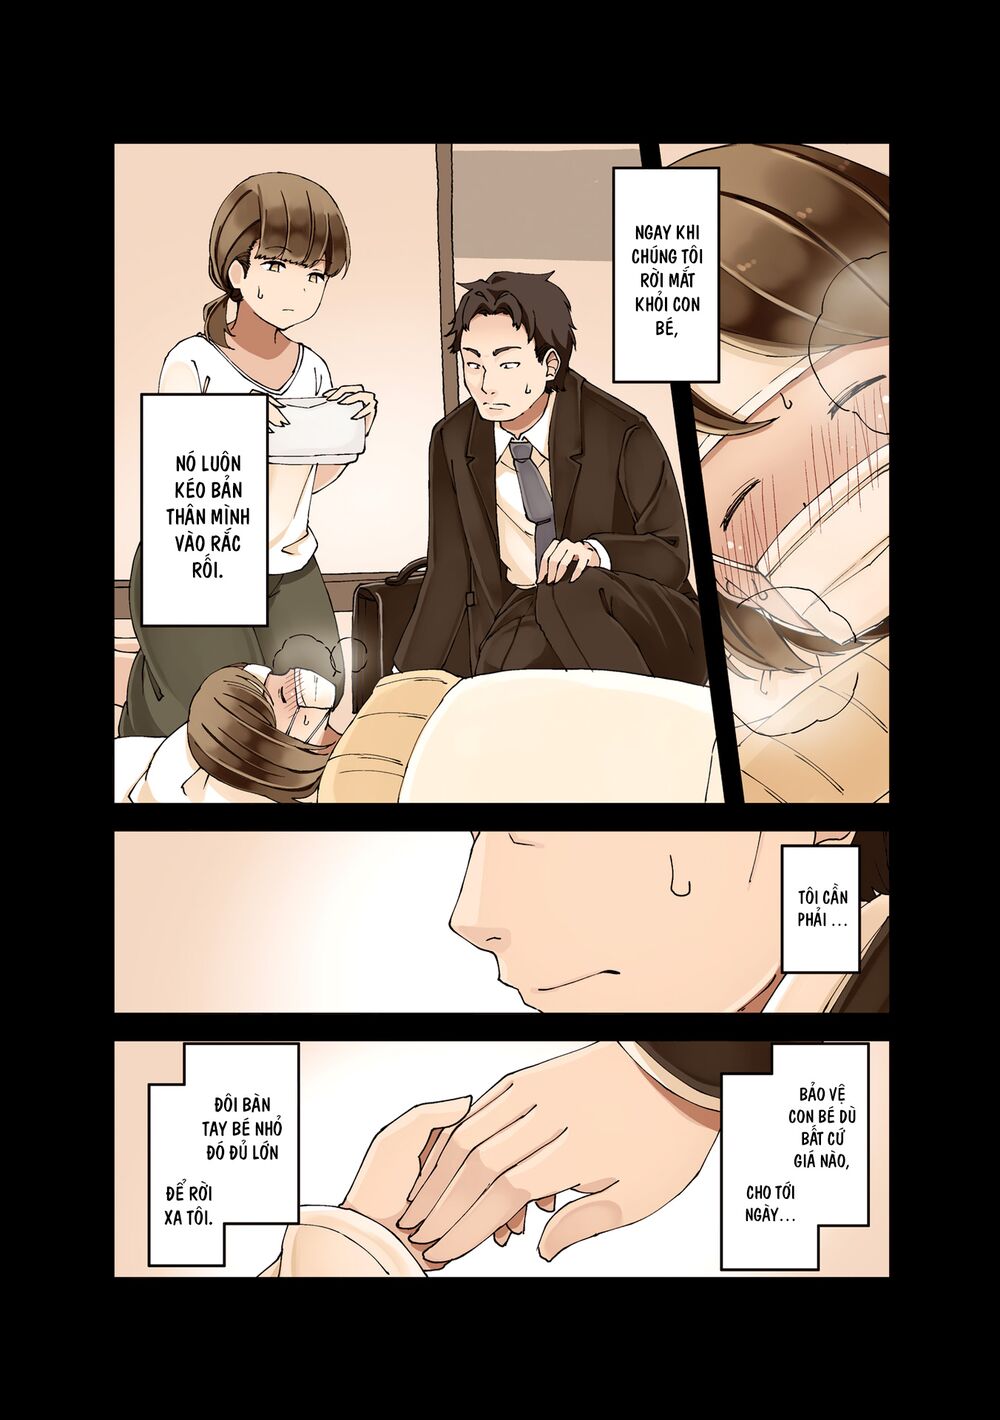 NGAY KHI
CHÚNG TÔI
RỜI MẮT
KHỎI CON
BÉ,
NÓ LUÔN
KÉO BẢN
THÂN MÌNH
VÀO RẮC
RỐI.
TÔI CẦN
PHẢI ...
BẢO VỆ
CON BÉ DÙ
BẤT CỨ
GIÁ NÀO,
CHO TỚI
NGÀY...
ĐÔI BÀN
TAY BÉ NHỎ
ĐÓ ĐỦ LỚN
ĐỂ RỜI
XA TÔI.